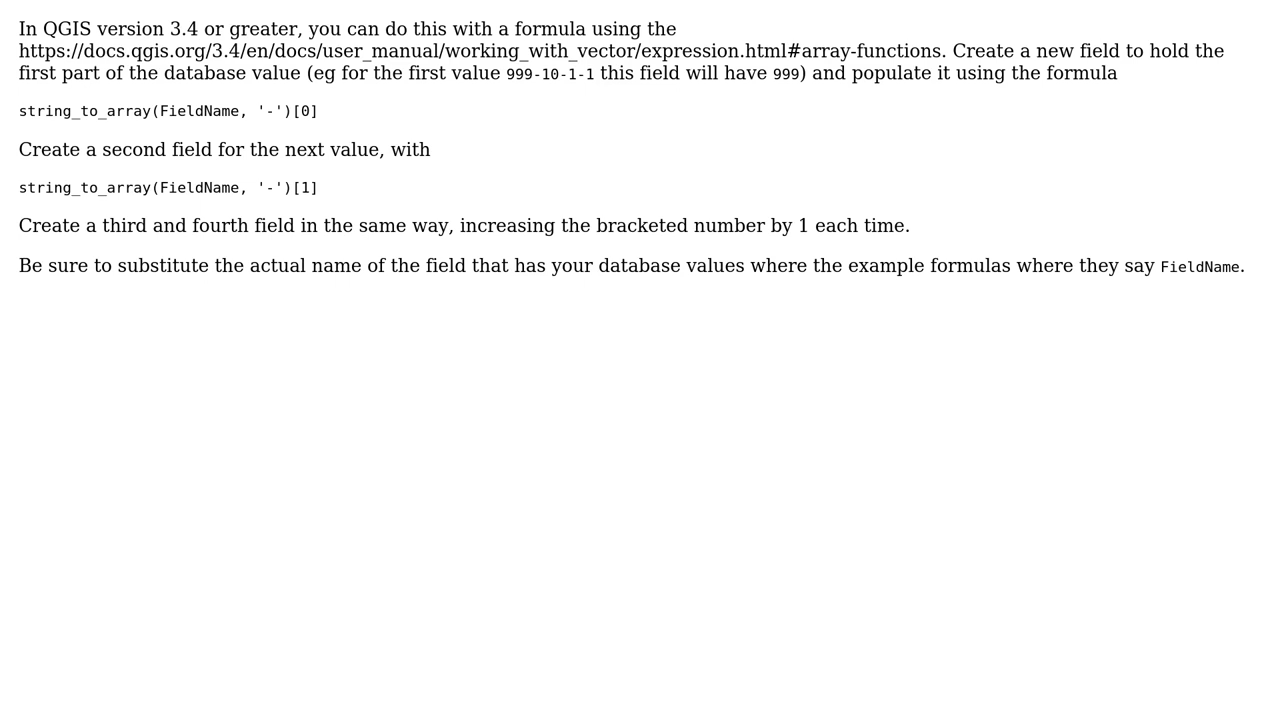 In QGIS version 3.4 or greater, you can do this with a formula using the
https://docs.qgis.org/3.4/en/docs/user_manual/working_with_vector/expression.html#array-functions. Create a new field to hold the
first part of the database value (eg for the first value 999-10-1-1 this field will have 999) and populate it using the formula
string_to_array(FieldName, '-')[0]
Create a second field for the next value, with
string_to_array(FieldName, '-')[1]
Create a third and fourth field in the same way, increasing the bracketed number by 1 each time.
Be sure to substitute the actual name of the field that has your database values where the example formulas where they say FieldName.